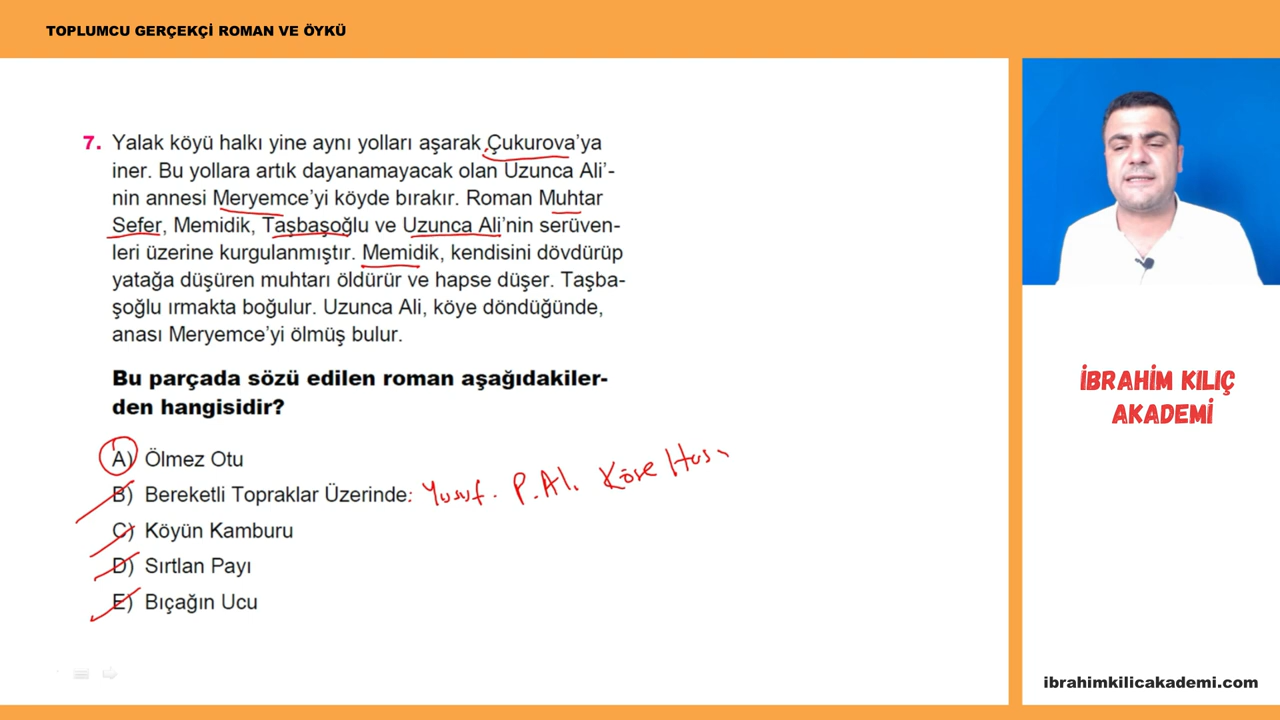 TOPLUMCU GERÇEKÇİ ROMAN VE ÖYKÜ
7. Yalak köyü halkı yine aynı yolları aşarak Çukurova'ya
iner. Bu yollara artık dayanamayacak olan Uzunca Ali'-
nin annesi Meryemce'yi köyde bırakır. Roman Muhtar
Sefer, Memidik, Taşbaşoğlu ve Uzunca Ali'nin serüven-
leri üzerine kurgulanmıştır. Memidik, kendisini dövdürüp
yatağa düşüren muhtarı öldürür ve hapse düşer. Taşba-
şoğlu ırmakta boğulur. Uzunca Ali, köye döndüğünde,
anası Meryemce'yi ölmüş bulur.
Bu parçada sözü edilen roman aşağıdakiler-
den hangisidir?
A) Ölmez Otu
B) Bereketli Topraklar Üzerinde: Yusuf. P.Al. Köse Has
C) Köyün Kamburu
D) Sırtlan Payı
E) Bıçağın Ucu
İBRAHİM KILIÇ
AKADEMİ
ibrahimkilicakademi.com